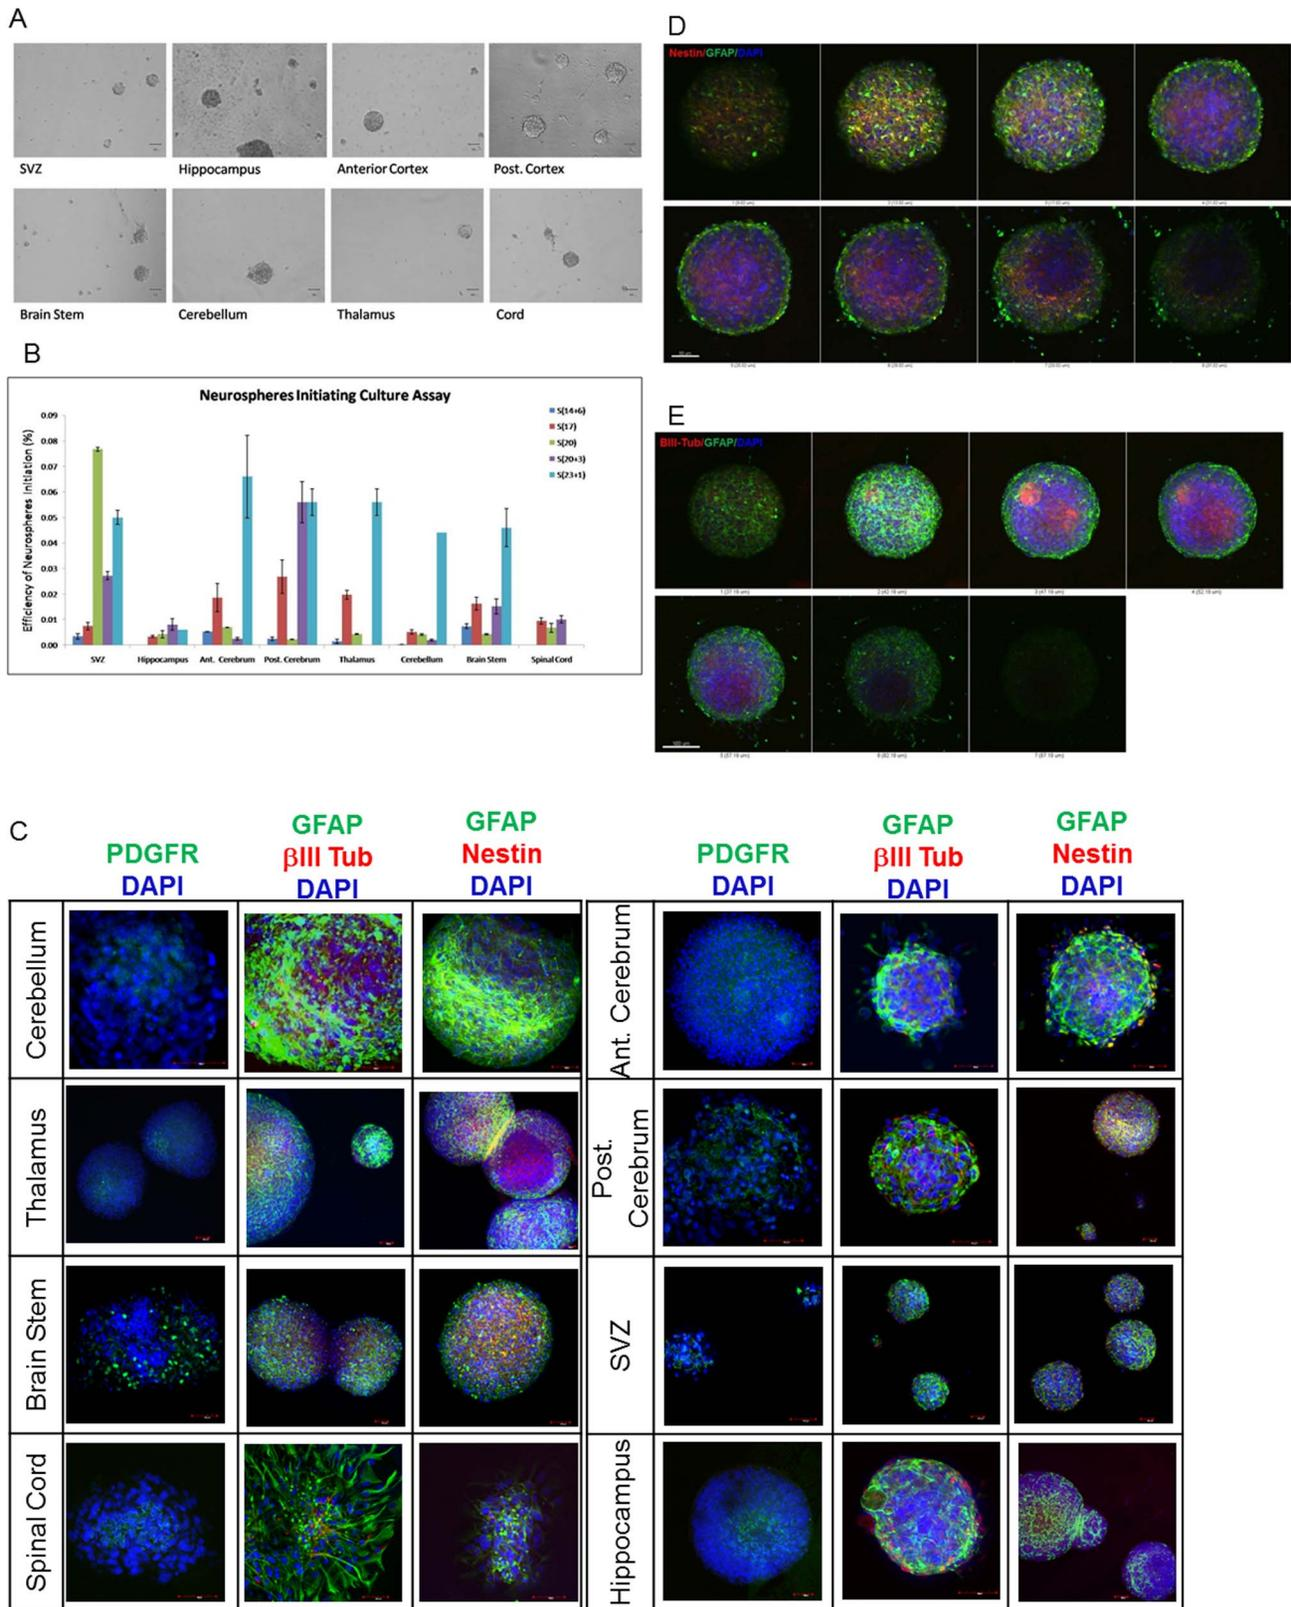 A
SVZ
Hippocampus
Anterior Cortex
Post. Cortex
Brain Stem
Cerebellum
Thalamus
Cord
B
Neurospheres Initiating Culture Assay
Efficiency of Neurospheres Initiation (%)
0.09
0.08
0.07
0.06
0.05
0.04
0.03
0.02
0.01
0.00
S(14+6)
S(17)
S(20)
S(20+3)
S(23+1)
SVZ
Hippocampus
Ant. Cerebrum
Post. Cerebrum
Thalamus
Cerebellum
Brain Stem
Spinal Cord
D
Nestin/GFAP/DAPI
E
BIII-Tub/GFAP/DAPI
C
PDGFR
DAPI
GFAP
βIII Tub
DAPI
GFAP
Nestin
DAPI
PDGFR
DAPI
GFAP
βIII Tub
DAPI
GFAP
Nestin
DAPI
Cerebellum
Ant. Cerebrum
Thalamus
Post.
Cerebrum
Brain Stem
SVZ
Spinal Cord
Hippocampus